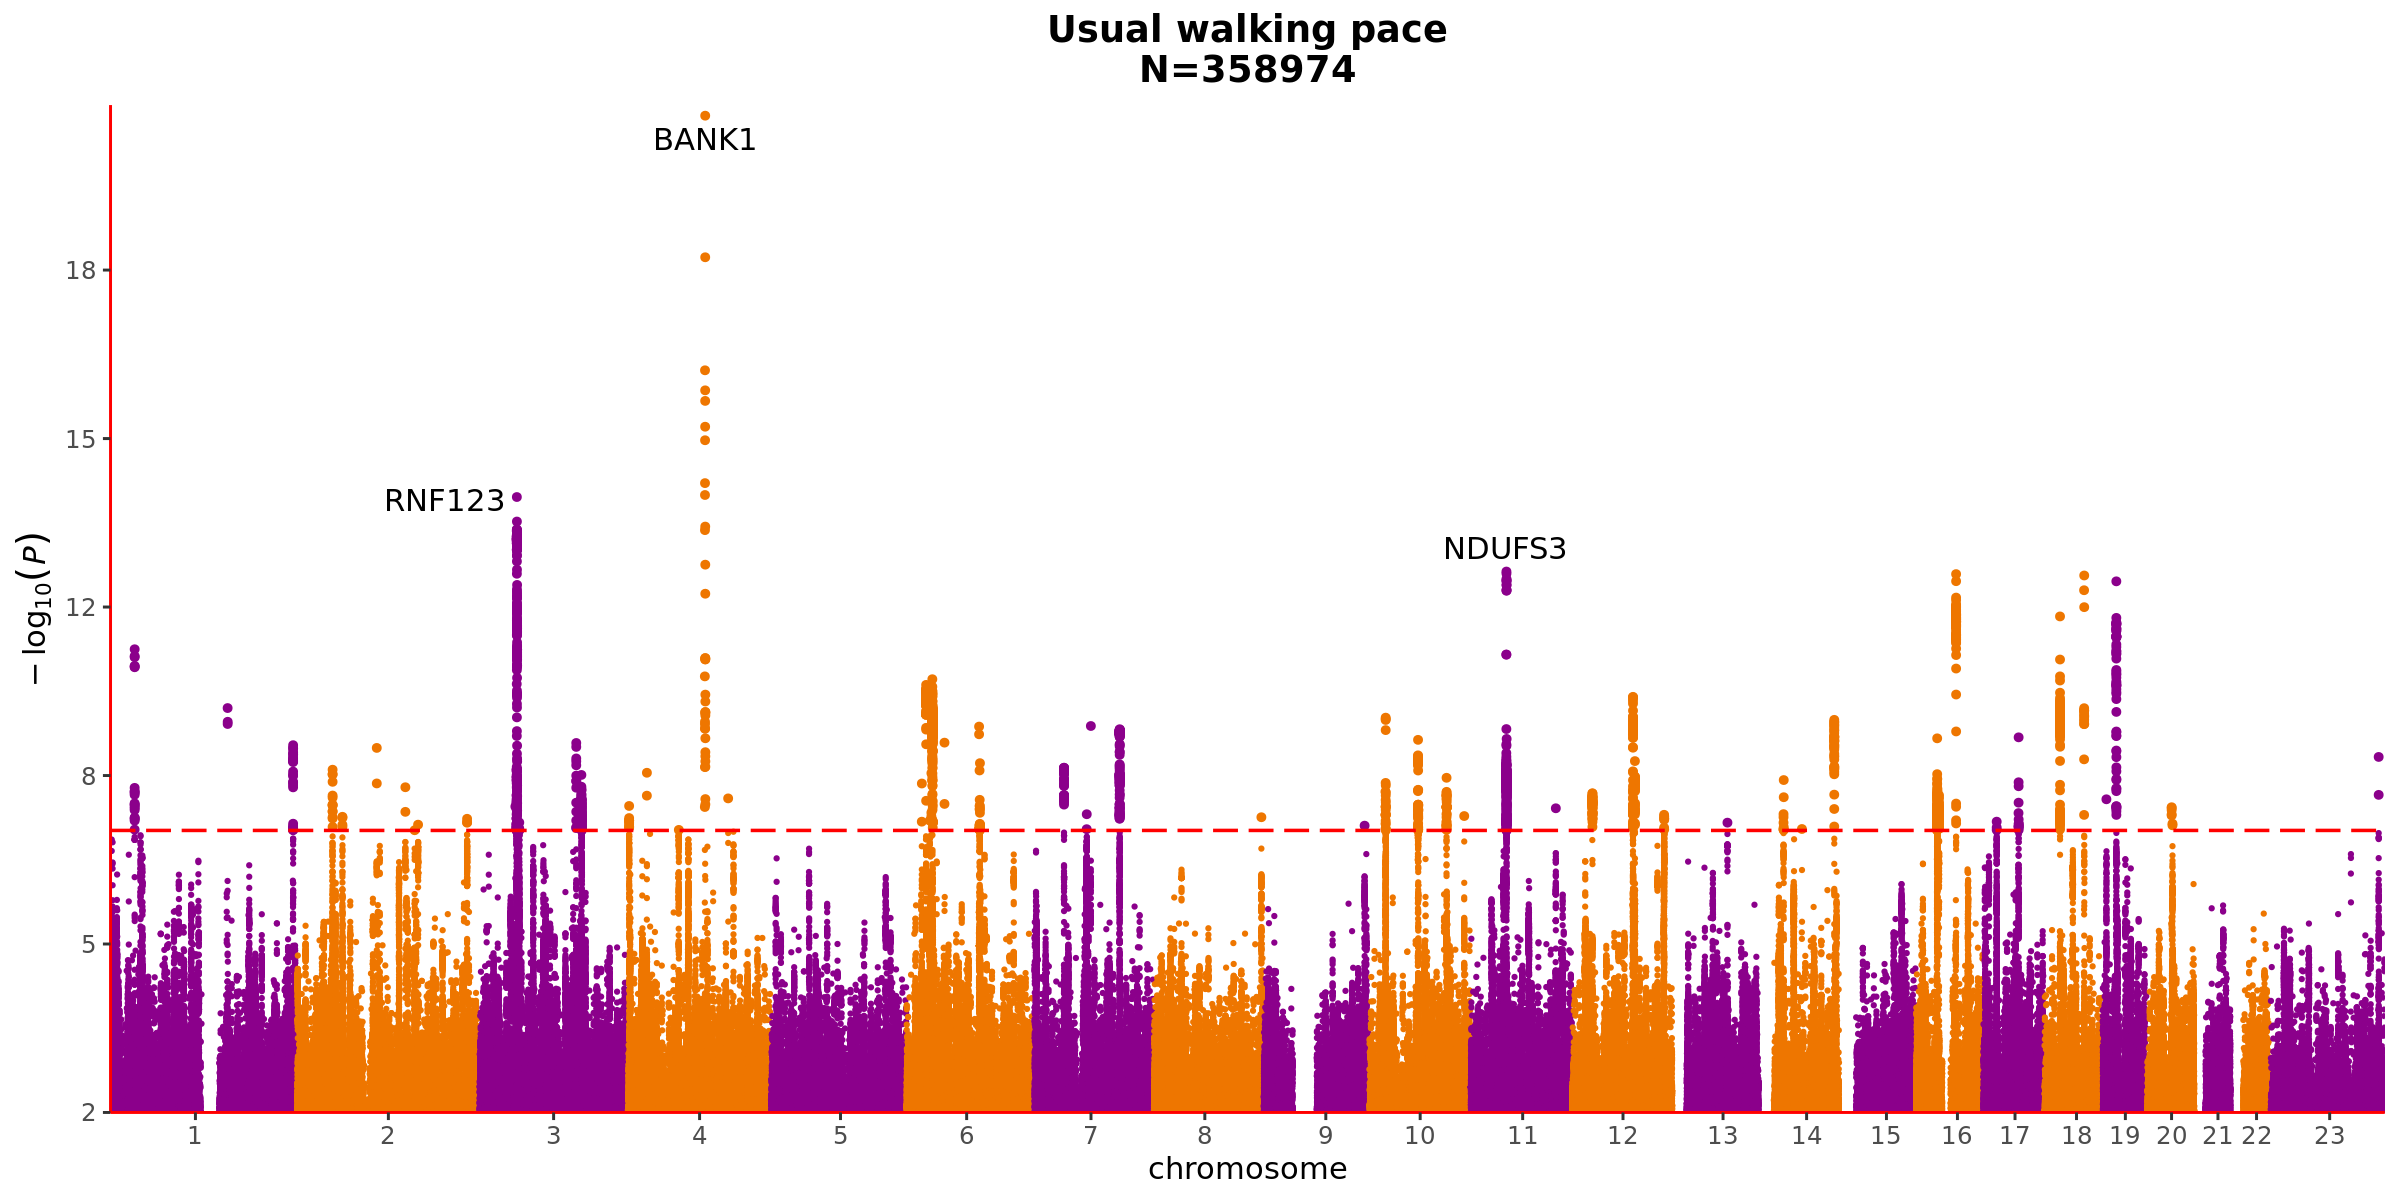 Usual walking pace
N=358974
BANK1
18
15
RNF123
NDUFS3
12
8
5
2
−log10(P)
1 2 3 4 5 6 7 8 9 10 11 12 13 14 15 16 17 18 19 20 21 22 23
chromosome